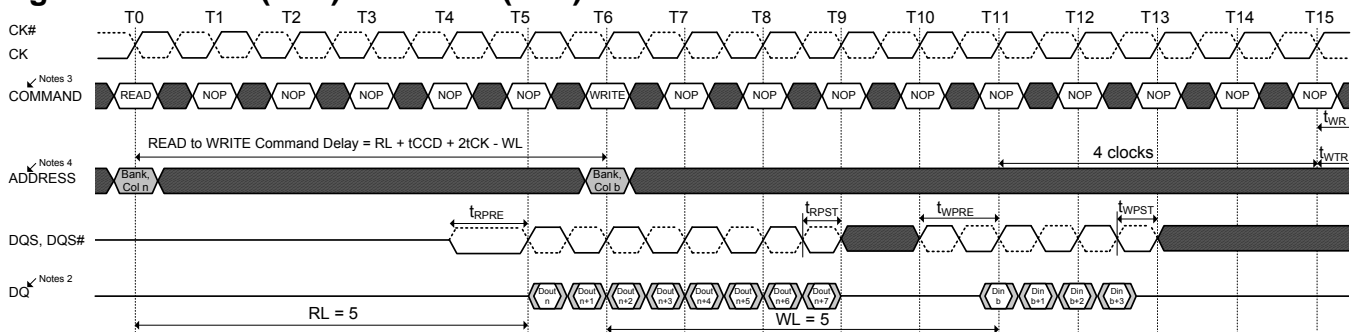 T0 T1 T2 T3 T4 T5 T6 T7 T8 T9 T10 T11 T12 T13 T14 T15
CK#
CK
Notes 3
COMMAND READ NOP NOP NOP NOP NOP WRITE NOP NOP NOP NOP NOP NOP NOP NOP NOP
tWR
READ to WRITE Command Delay = RL + tCCD + 2tCK - WL
4 clocks
tWTR
Notes 4
ADDRESS
Bank, Col n
Bank, Col b
tRPRE tRPST tWPRE tWPST
DQS, DQS#
Notes 2
DQ
Dout n
Dout n+1
Dout n+2
Dout n+3
Dout n+4
Dout n+5
Dout n+6
Dout n+7
Din b
Din b+1
Din b+2
Din b+3
RL = 5
WL = 5